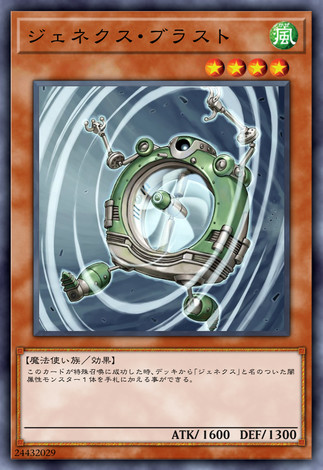 ジェネクス・ブラスト
風
【魔法使い族／効果】
このカードが特殊召喚に成功した時、デッキから「ジェネクス」と名のついた闇
属性モンスター１体を手札に加える事ができる。
ATK/ 1600 DEF/ 1300
24432029